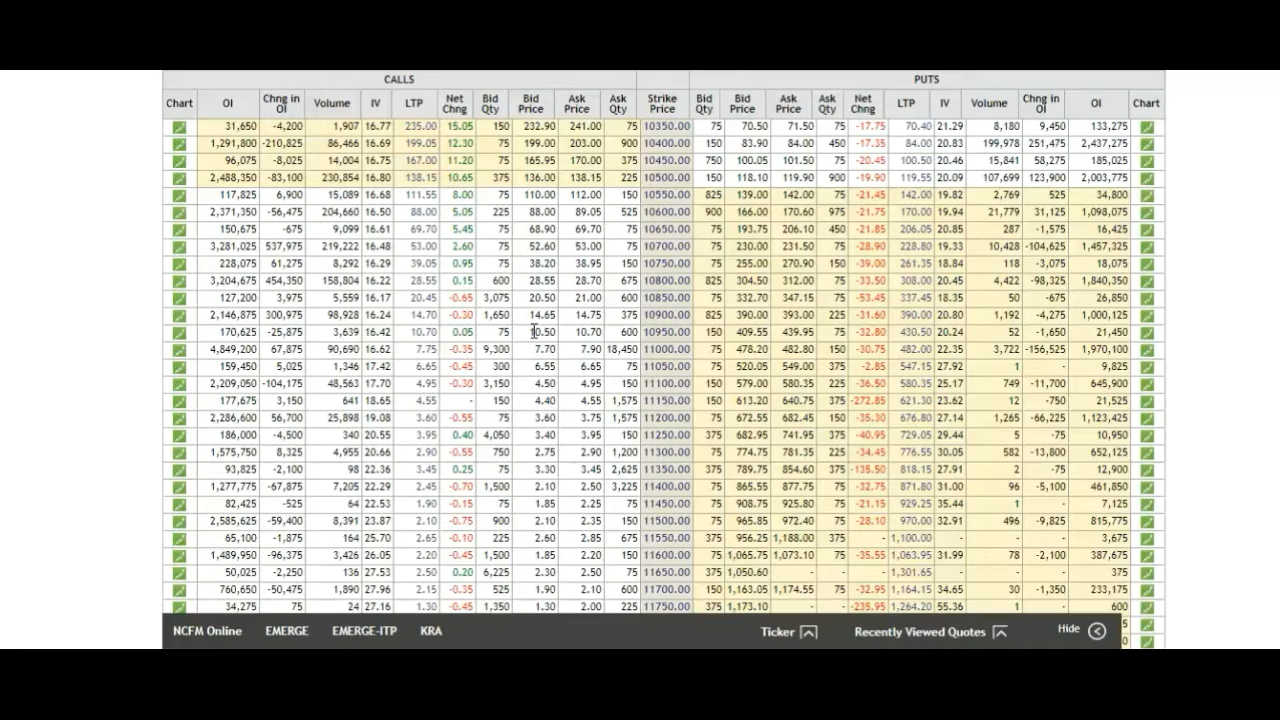 CALLS PUTS
Chart OI Chng in OI Volume IV LTP Net Chng Bid Qty Bid Price Ask Price Ask Qty Strike Price Bid Qty Bid Price Ask Price Ask Qty Net Chng LTP IV Volume Chng in OI OI Chart
31,650 -4,200 1,907 16.77 235.00 15.05 150 232.90 241.00 75 10350.00 75 70.50 71.50 75 -17.75 70.40 21.29 8,180 9,450 133,275
1,291,800 -210,825 86,466 16.69 199.05 12.30 75 199.00 203.00 900 10400.00 150 83.90 84.00 450 -17.35 84.00 20.83 199,978 251,475 2,437,275
96,075 -8,025 14,004 16.75 167.00 11.20 75 165.95 170.00 375 10450.00 750 100.05 101.50 75 -20.45 100.50 20.46 15,841 58,275 185,025
2,488,350 -83,100 230,854 16.80 138.15 10.65 375 136.00 138.15 225 10500.00 150 118.10 119.90 900 -19.90 119.55 20.09 107,699 123,900 2,003,775
117,825 6,900 15,089 16.68 111.55 8.00 75 110.00 112.00 150 10550.00 825 139.00 142.00 75 -21.45 142.00 19.82 2,769 525 34,800
2,371,350 -56,475 204,660 16.50 88.00 5.05 225 88.00 89.05 525 10600.00 900 166.00 170.60 975 -21.75 170.00 19.94 21,779 31,125 1,098,075
150,675 -675 9,099 16.61 69.70 5.45 75 68.90 69.70 75 10650.00 75 193.75 206.10 450 -21.85 206.05 20.85 287 -1,575 16,425
3,281,025 537,975 219,222 16.48 53.00 2.60 75 52.60 53.00 75 10700.00 75 230.00 231.50 75 -28.90 228.80 19.33 10,428 -104,625 1,457,325
228,075 61,275 8,292 16.29 39.05 0.95 75 38.20 38.95 150 10750.00 75 255.00 270.90 150 -39.00 261.35 18.84 118 -3,075 18,075
3,204,675 454,350 158,804 16.22 28.55 0.15 600 28.55 28.70 675 10800.00 825 304.50 312.00 75 -33.50 308.00 20.45 4,422 -98,325 1,840,350
127,200 3,975 5,559 16.17 20.45 -0.65 3,075 20.50 21.00 600 10850.00 75 332.70 347.15 75 -53.45 337.45 18.35 50 -675 26,850
2,146,875 300,975 98,928 16.24 14.70 -0.30 1,650 14.65 14.75 375 10900.00 825 390.00 393.00 225 -31.60 390.00 20.80 1,192 -4,275 1,000,125
170,625 -25,875 3,639 16.42 10.70 0.05 75 10.50 10.70 600 10950.00 150 409.55 439.95 75 -32.80 430.50 20.24 52 -1,650 21,450
4,849,200 67,875 90,690 16.62 7.75 -0.35 9,300 7.70 7.90 18,450 11000.00 75 478.20 482.80 150 -30.75 482.00 22.35 3,722 -156,525 1,970,100
159,450 5,025 1,346 17.42 6.65 -0.45 300 6.55 6.65 75 11050.00 75 520.05 549.00 375 -2.85 547.15 27.92 1 - 9,825
2,209,050 -104,175 48,563 17.70 4.95 -0.30 3,150 4.50 4.95 150 11100.00 150 579.00 580.35 225 -36.50 580.35 25.17 749 -11,700 645,900
177,675 3,150 641 18.65 4.55 - 150 4.40 4.55 1,575 11150.00 150 613.20 640.75 375 -272.85 621.30 23.62 12 -750 21,525
2,286,600 56,700 25,898 19.08 3.60 -0.55 75 3.60 3.75 1,575 11200.00 75 672.55 682.45 150 -35.30 676.80 27.14 1,265 -66,225 1,123,425
186,000 -4,500 340 20.55 3.95 0.40 4,050 3.40 3.95 150 11250.00 375 682.95 741.95 375 -40.95 729.05 29.44 5 -75 10,950
1,575,750 8,325 4,955 20.66 2.90 -0.55 750 2.75 2.90 1,200 11300.00 75 774.75 781.35 225 -34.45 776.55 30.05 582 -13,800 652,125
93,825 -2,100 98 22.36 3.45 0.25 75 3.30 3.45 2,625 11350.00 375 789.75 854.60 375 -135.50 818.15 27.91 2 -75 12,900
1,277,775 -67,875 7,205 22.29 2.45 -0.70 1,500 2.10 2.50 3,225 11400.00 75 865.55 877.75 75 -32.75 871.80 31.00 96 -5,100 461,850
82,425 -525 64 22.53 1.90 -0.15 75 1.85 2.25 75 11450.00 75 908.75 925.80 75 -21.15 929.25 35.44 1 - 7,125
2,585,625 -59,400 8,391 23.87 2.10 -0.75 900 2.10 2.35 150 11500.00 75 965.85 972.40 75 -28.10 970.00 32.91 496 -9,825 815,775
65,100 -1,875 164 25.70 2.65 -0.10 225 2.60 2.85 675 11550.00 375 956.25 1,188.00 375 - 1,100.00 - - - 3,675
1,489,950 -96,375 3,426 26.05 2.20 -0.45 1,500 1.85 2.20 150 11600.00 75 1,065.75 1,073.10 75 -35.55 1,063.95 31.99 78 -2,100 387,675
50,025 -2,250 136 27.53 2.50 0.20 6,225 2.30 2.50 75 11650.00 375 1,050.60 - - - 1,301.65 - - - 375
760,650 -50,475 1,890 27.96 2.15 -0.35 525 1.90 2.10 600 11700.00 150 1,163.05 1,174.55 75 -32.95 1,164.15 34.65 30 -1,350 233,175
34,275 75 24 27.16 1.30 -0.45 1,350 1.30 2.00 225 11750.00 375 1,173.10 - - -235.95 1,264.20 55.36 1 - 600
NCFM Online EMERGE EMERGE-ITP KRA Ticker Recently Viewed Quotes Hide